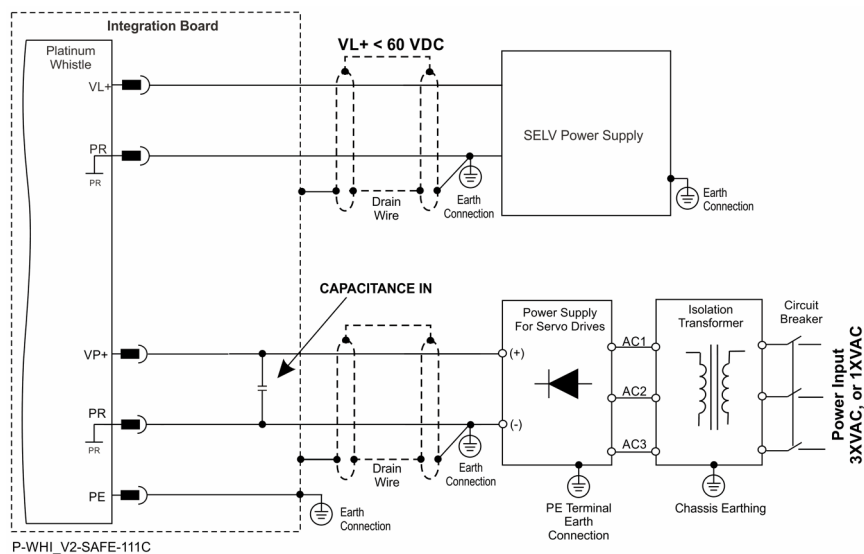 Integration Board
Platinum
Whistle
VL+ < 60 VDC
VL+
PR
PR
SELV Power Supply
Drain
Wire
Earth
Connection
Earth
Connection
CAPACITANCE IN
Power Supply
For Servo Drives
Isolation
Transformer
Circuit
Breaker
VP+
(+)
AC1
AC2
PR
PR
(-)
AC3
Power Input
3XVAC, or 1XVAC
Drain
Wire
Earth
Connection
PE
Earth
Connection
PE Terminal
Earth
Connection
Chassis Earthing
P-WHI_V2-SAFE-111C